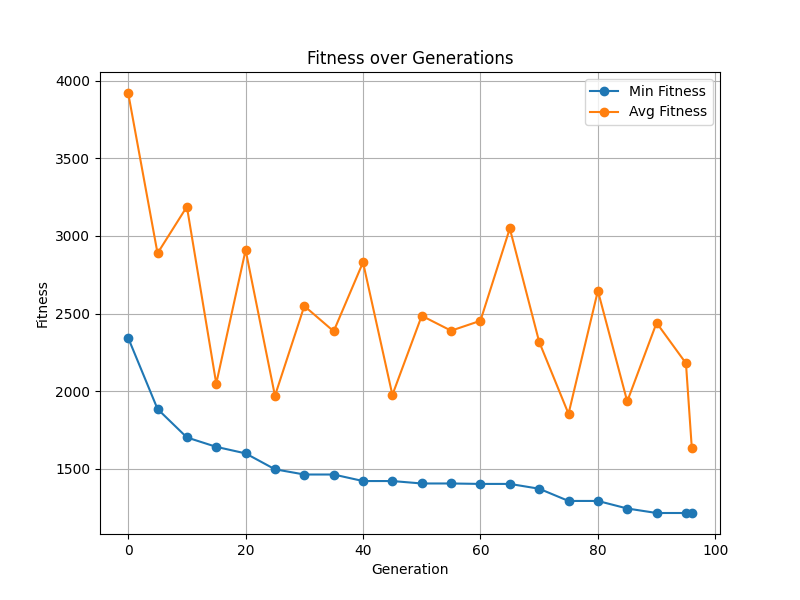 Fitness over Generations
Min Fitness
Avg Fitness
4000
3500
3000
2500
2000
1500
Fitness
0 20 40 60 80 100
Generation